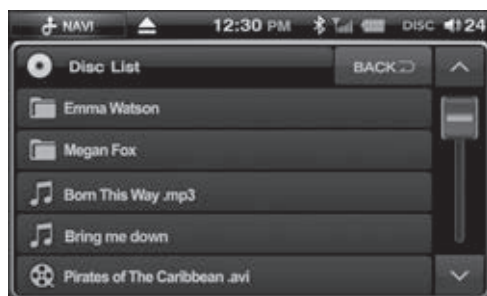 NAVI 12:30 PM DISC 24
Disc List BACK
Emma Watson
Megan Fox
Born This Way .mp3
Bring me down
Pirates of The Caribbean .avi